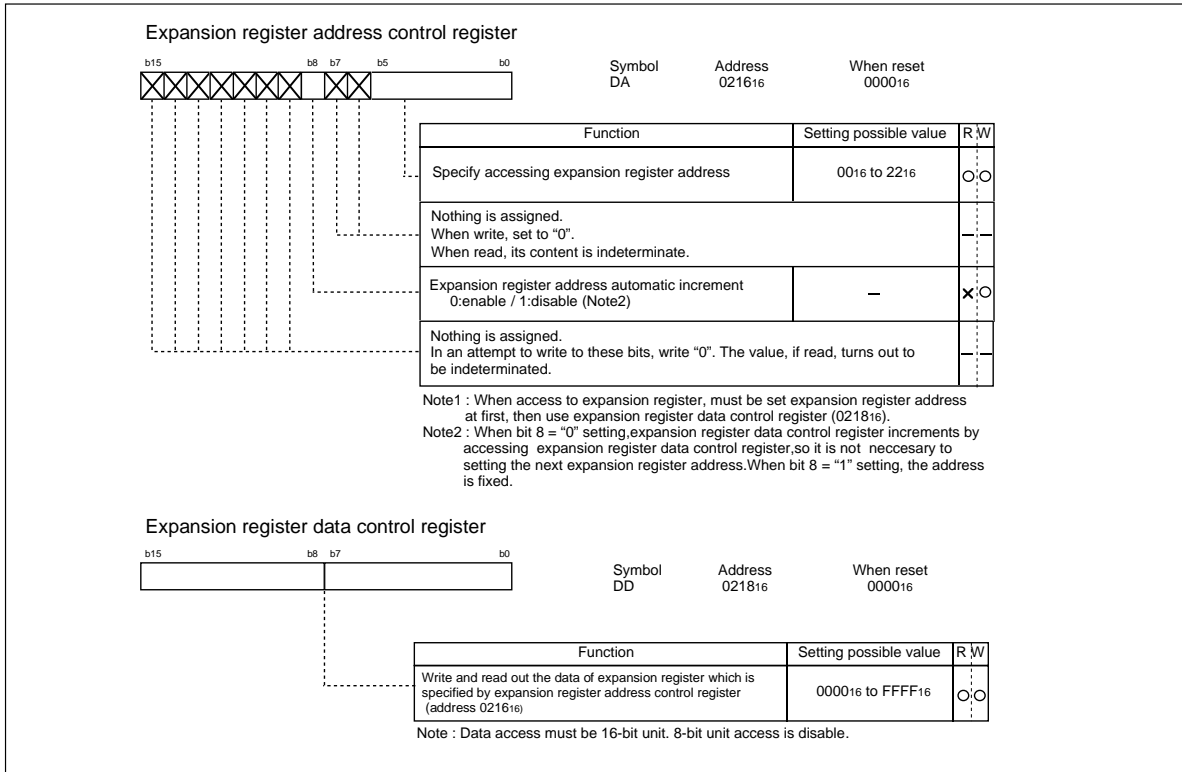 Expansion register address control register
b15 b8 b7 b5 b0
Symbol Address When reset
DA 021616 000016
Function Setting possible value R W
Specify accessing expansion register address 0016 to 2216
Nothing is assigned.
When write, set to “0”.
When read, its content is indeterminate.
Expansion register address automatic increment
0:enable / 1:disable (Note2) –
Nothing is assigned.
In an attempt to write to these bits, write “0”. The value, if read, turns out to
be indeterminated.
Note1 : When access to expansion register, must be set expansion register address
at first, then use expansion register data control register (021816).
Note2 : When bit 8 = “0” setting,expansion register data control register increments by
accessing expansion register data control register,so it is not neccesary to
setting the next expansion register address.When bit 8 = “1” setting, the address
is fixed.
Expansion register data control register
b15 b8 b7 b0
Symbol Address When reset
DD 021816 000016
Function Setting possible value R W
Write and read out the data of expansion register which is
specified by expansion register address control register 000016 to FFFF16
(address 021616)
Note : Data access must be 16-bit unit. 8-bit unit access is disable.